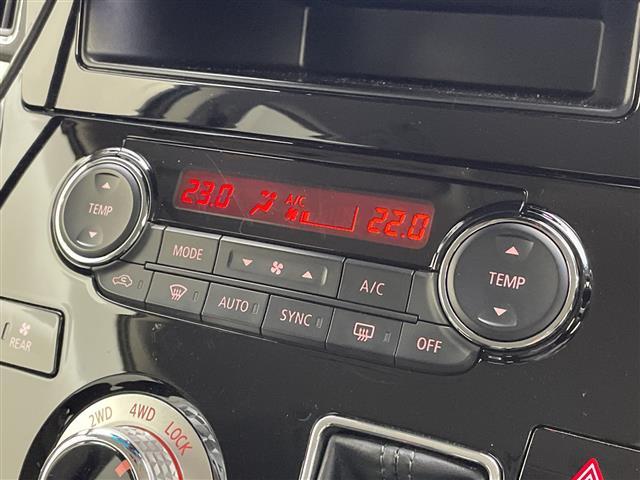 23.0 A/C 22.0
TEMP
MODE
A/C
TEMP
AUTO
SYNC
OFF
REAR
2WD 4WD LOCK